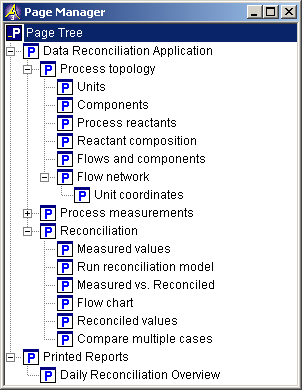 Page Manager
Page Tree
Data Reconciliation Application
Process topology
Units
Components
Process reactants
Reactant composition
Flows and components
Flow network
Unit coordinates
Process measurements
Reconciliation
Measured values
Run reconciliation model
Measured vs. Reconciled
Flow chart
Reconciled values
Compare multiple cases
Printed Reports
Daily Reconciliation Overview